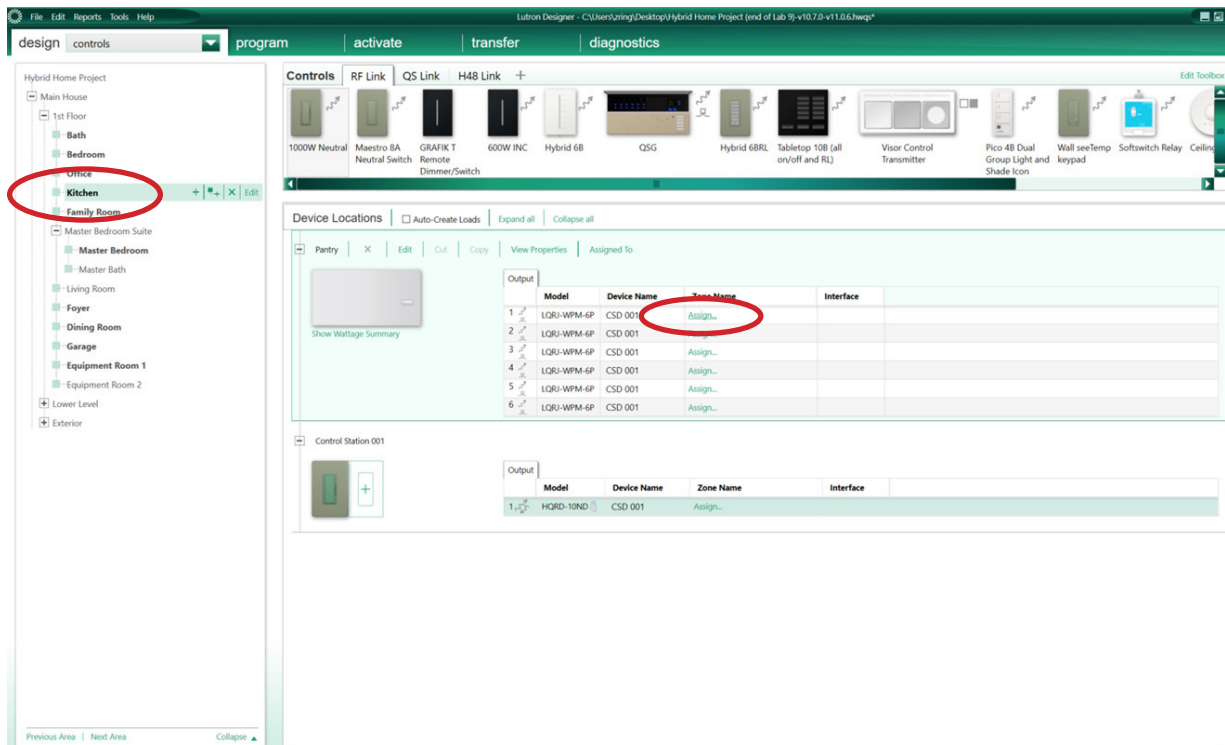 File Edit Reports Tools Help
Lutron Designer - C:\Users\zring\Desktop\Hybrid Home Project (end of Lab 9)-v10.7.0-v11.0.6.hwqs*
design controls
program
activate
transfer
diagnostics
Hybrid Home Project
Main House
1st Floor
Bath
Bedroom
Office
Kitchen
+ + X Edit
Family Room
Master Bedroom Suite
Master Bedroom
Master Bath
Living Room
Foyer
Dining Room
Garage
Equipment Room 1
Equipment Room 2
Lower Level
Exterior
Previous Area | Next Area
Collapse
Controls RF Link QS Link H48 Link +
Edit Toolbox
1000W Neutral
Maestro 8A
Neutral Switch
GRAFIK T
Remote
Dimmer/Switch
600W INC
Hybrid 6B
QSG
Hybrid 6BRL
Tabletop 10B (all
on/off and RL)
Visor Control
Transmitter
Pico 4B Dual
Group Light and
Shade Icon
Wall seeTemp
keypad
Softswitch Relay
Ceiling
Device Locations Auto-Create Loads Expand all Collapse all
Pantry X Edit Cut Copy View Properties Assigned To
Show Wattage Summary
Output
Model Device Name Zone Name Interface
1 LQRJ-WPM-6P CSD 001 Assign...
2 LQRJ-WPM-6P CSD 001 Assign...
3 LQRJ-WPM-6P CSD 001 Assign...
4 LQRJ-WPM-6P CSD 001 Assign...
5 LQRJ-WPM-6P CSD 001 Assign...
6 LQRJ-WPM-6P CSD 001 Assign...
Control Station 001
Output
Model Device Name Zone Name Interface
1 HQRD-10ND CSD 001 Assign...